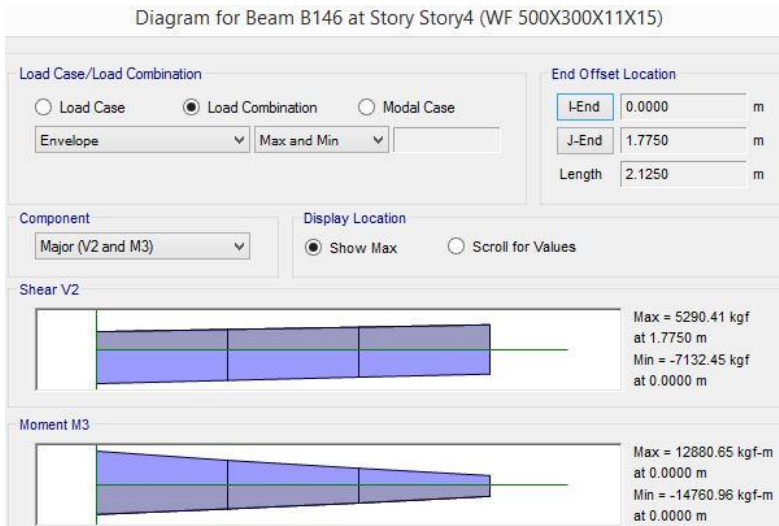 Diagram for Beam B146 at Story Story4 (WF 500X300X11X15)
Load Case/Load Combination
Load Case
Load Combination
Modal Case
Envelope
Max and Min
End Offset Location
I-End 0.0000 m
J-End 1.7750 m
Length 2.1250 m
Component
Major (V2 and M3)
Display Location
Show Max
Scroll for Values
Shear V2
Max = 5290.41 kgf
at 1.7750 m
Min = -7132.45 kgf
at 0.0000 m
Moment M3
Max = 12880.65 kgf-m
at 0.0000 m
Min = -14760.96 kgf-m
at 0.0000 m